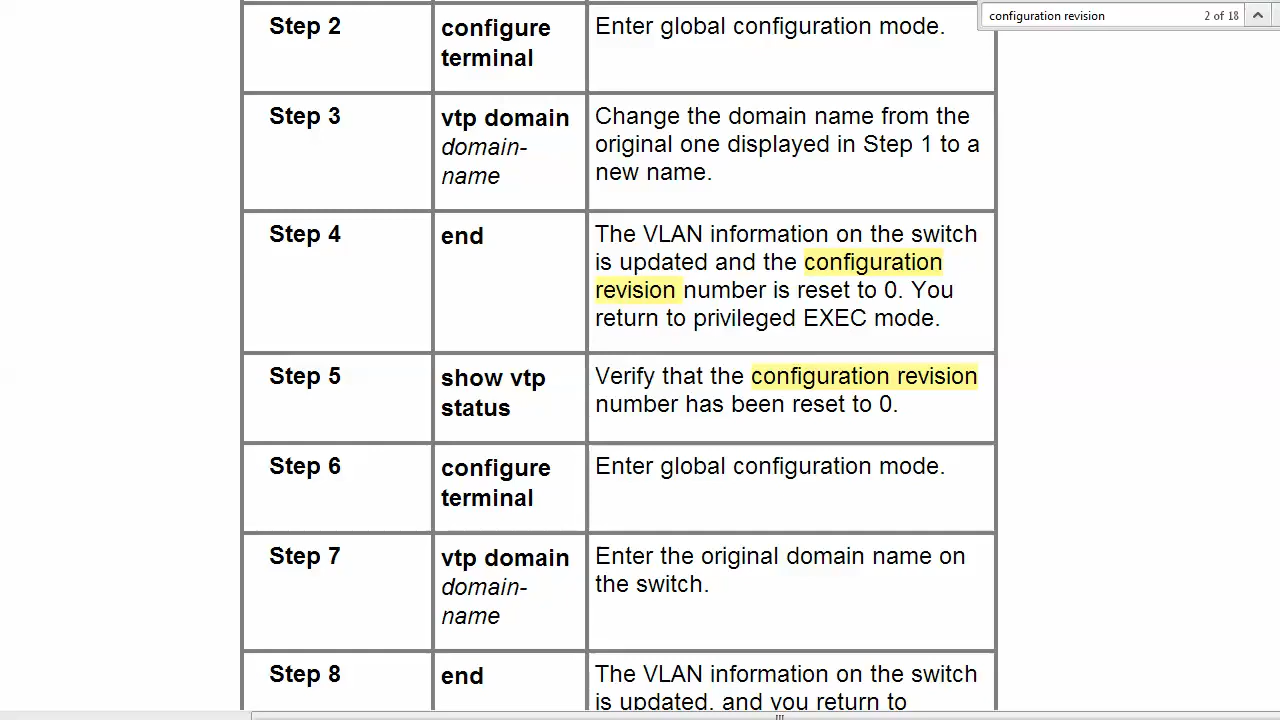 configuration revision 2 of 18
Step 2
configure
terminal
Enter global configuration mode.
Step 3
vtp domain
domain-
name
Change the domain name from the
original one displayed in Step 1 to a
new name.
Step 4
end
The VLAN information on the switch
is updated and the configuration
revision number is reset to 0. You
return to privileged EXEC mode.
Step 5
show vtp
status
Verify that the configuration revision
number has been reset to 0.
Step 6
configure
terminal
Enter global configuration mode.
Step 7
vtp domain
domain-
name
Enter the original domain name on
the switch.
Step 8
end
The VLAN information on the switch
is updated, and you return to